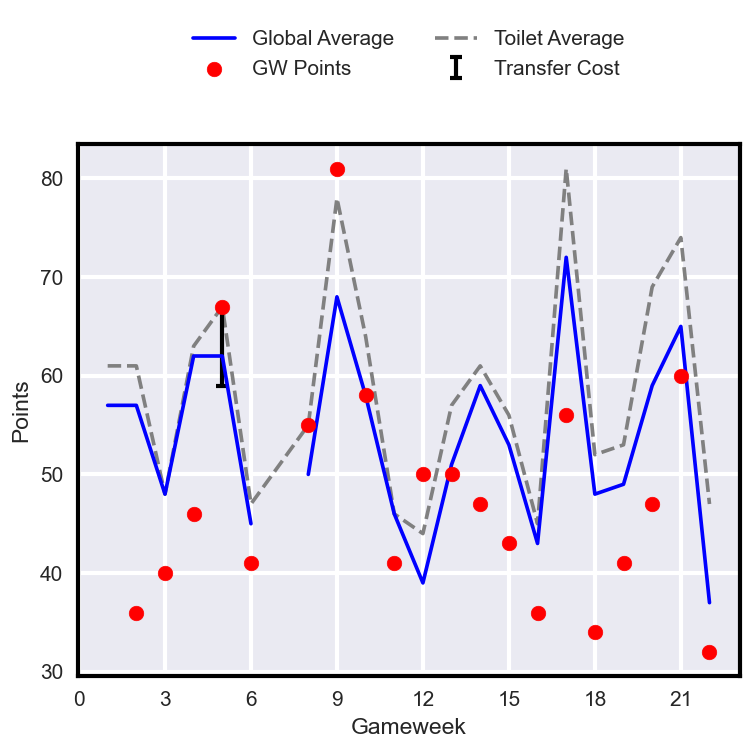 Global Average
Toilet Average
GW Points
Transfer Cost
80
70
60
50
40
30
Points
0 3 6 9 12 15 18 21
Gameweek